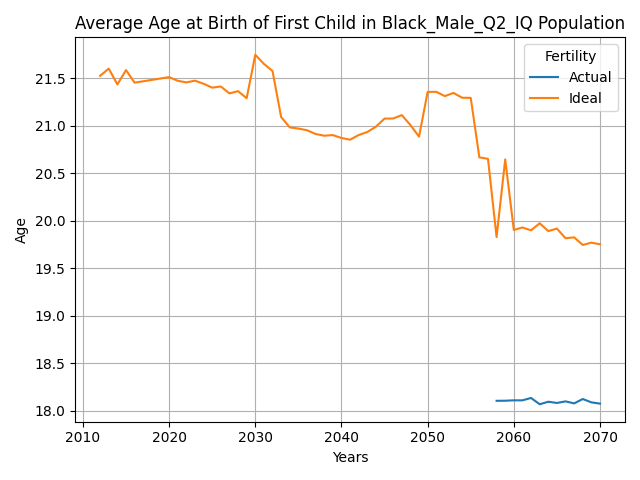 Average Age at Birth of First Child in Black_Male_Q2_IQ Population
Fertility
Actual
Ideal
Age
21.5
21.0
20.5
20.0
19.5
19.0
18.5
18.0
2010 2020 2030 2040 2050 2060 2070
Years